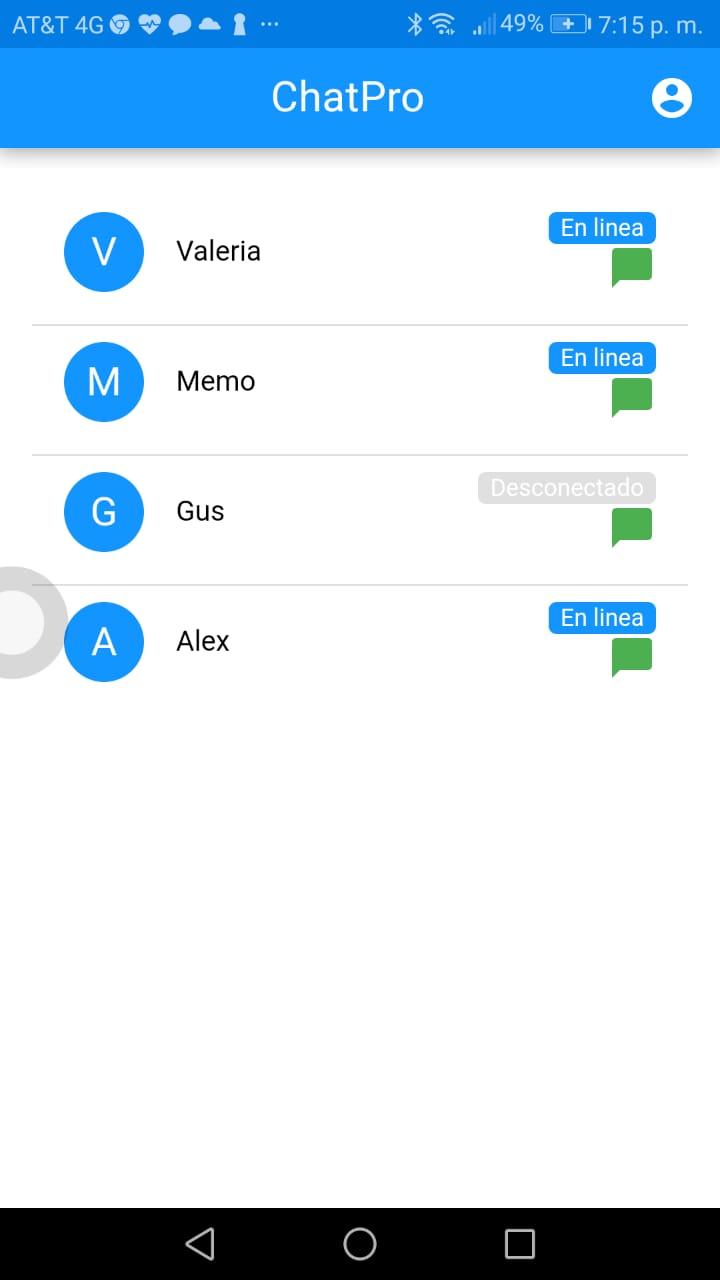 AT&T 4G 49% 7:15 p. m.
ChatPro
V Valeria En linea
M Memo En linea
G Gus Desconectado
A Alex En linea